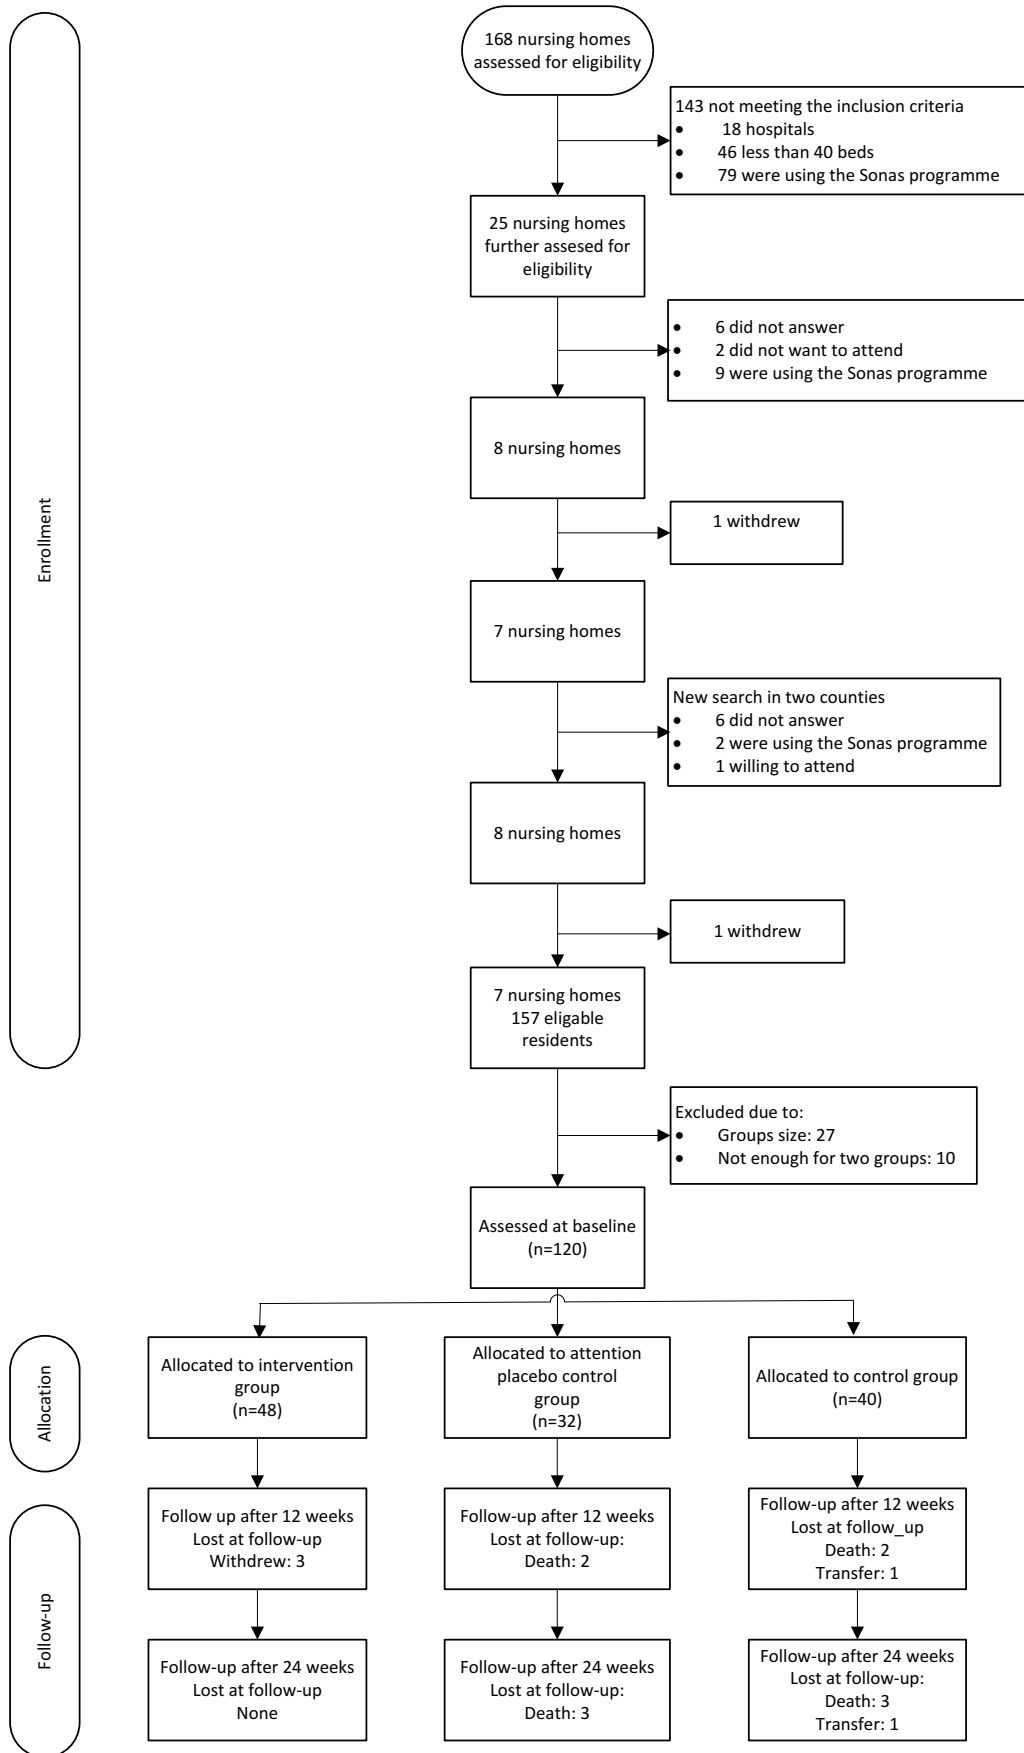 168 nursing homes
assessed for eligibility
143 not meeting the inclusion criteria
• 18 hospitals
• 46 less than 40 beds
• 79 were using the Sonas programme
25 nursing homes
further assesed for
eligibility
• 6 did not answer
• 2 did not want to attend
• 9 were using the Sonas programme
8 nursing homes
Enrollment
1 withdrew
7 nursing homes
New search in two counties
• 6 did not answer
• 2 were using the Sonas programme
• 1 willing to attend
8 nursing homes
1 withdrew
7 nursing homes
157 eligable
residents
Excluded due to:
• Groups size: 27
• Not enough for two groups: 10
Assessed at baseline
(n=120)
Allocation
Allocated to intervention
group
(n=48)
Allocated to attention
placebo control
group
(n=32)
Allocated to control group
(n=40)
Follow-up
Follow up after 12 weeks
Lost at follow-up
Withdrew: 3
Follow-up after 12 weeks
Lost at follow-up:
Death: 2
Follow-up after 12 weeks
Lost at follow_up
Death: 2
Transfer: 1
Follow-up after 24 weeks
Lost at follow-up
None
Follow-up after 24 weeks
Lost at follow-up:
Death: 3
Follow-up after 24 weeks
Lost at follow-up:
Death: 3
Transfer: 1